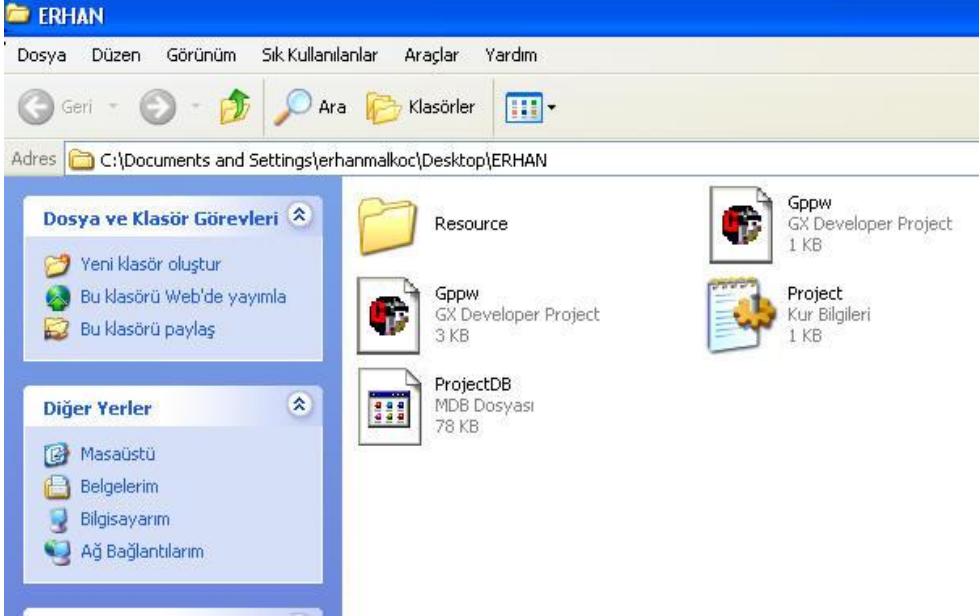 ERHAN
Dosya Düzen Görünüm Sık Kullanılanlar Araçlar Yardım
Geri Ara Klasörler
Adres C:\Documents and Settings\erhanmalkoc\Desktop\ERHAN
Dosya ve Klasör Görevleri
Yeni klasör oluştur
Bu klasörü Web'de yayımla
Bu klasörü paylaş
Diğer Yerler
Masaüstü
Belgelerim
Bilgisayarım
Ağ Bağlantılarım
Resource
Gppw
GX Developer Project
1 KB
Gppw
GX Developer Project
3 KB
Project
Kur Bilgileri
1 KB
ProjectDB
MDB Dosyası
78 KB